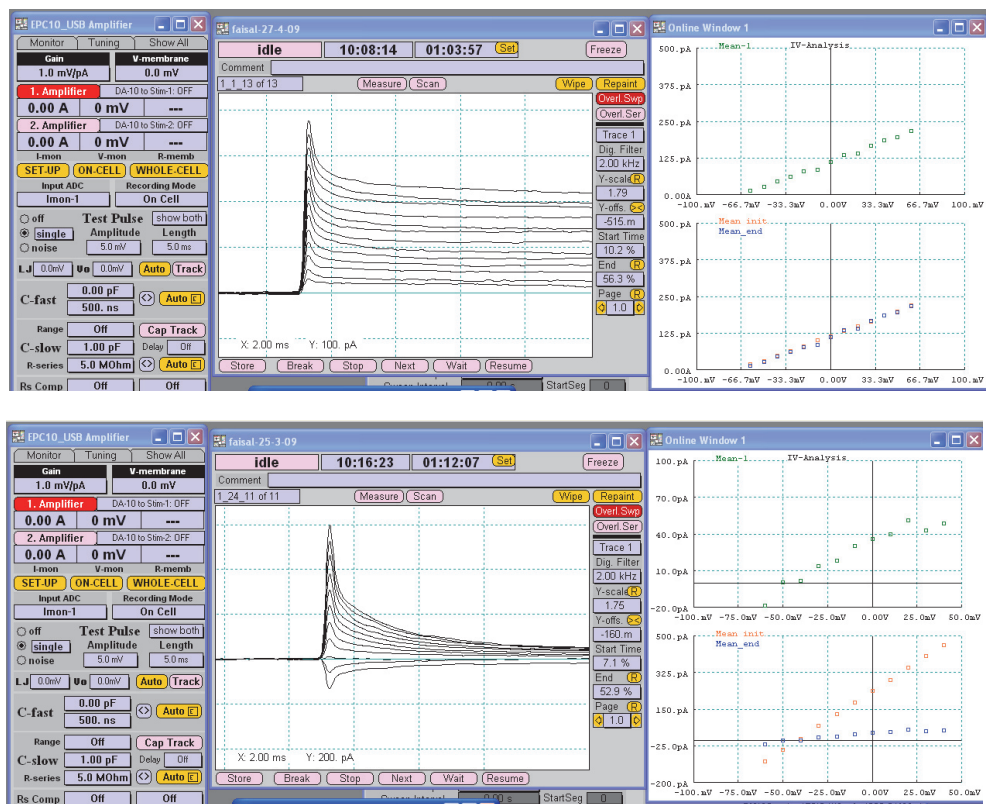 EPC10_USB Amplifier
Monitor Tuning Show All
Gain V-membrane
1.0 mV/pA 0.0 mV
1. Amplifier DA-10 to Stim-1: OFF
0.00 A 0 mV ---
2. Amplifier DA-10 to Stim-2: OFF
0.00 A 0 mV ---
I-mon V-mon R-memb
SET-UP ON-CELL WHOLE-CELL
Input ADC Recording Mode
Imon-1 On Cell
off Test Pulse show both
single Amplitude Length
noise 5.0 mV 5.0 ms
LJ 0.0mV Vo 0.0mV Auto Track
C-fast 0.00 pF <> Auto E
500. ns
Range Off Cap Track
C-slow 1.00 pF Delay Off
R-series 5.0 MOhm <> Auto E
Rs Comp Off Off
faisal-27-4-09
idle 10:08:14 01:03:57 Set Freeze
Comment
1_1_13 of 13 Measure Scan Wipe Repaint
Overl.Swp
Overl.Ser
Trace 1
Dig. Filter
2.00 kHz
Y-scale R
1.79
Y-offs. ><
-515. m
Start Time
10.2 %
End R
56.3 %
Page R
1.0
X: 2.00 ms Y: 100. pA
Store Break Stop Next Wait Resume
0.00 s StartSeg 0
Online Window 1
500. pA Mean-1 IV-Analysis
375. pA
250. pA
125. pA
0.00A
-100. mV -66.7mV -33.3mV 0.00V 33.3mV 66.7mV 100. mV
500. pA Mean init
Mean_end
375. pA
250. pA
125. pA
0.00A
-100. mV -66.7mV -33.3mV 0.00V 33.3mV 66.7mV 100. mV
EPC10_USB Amplifier
Monitor Tuning Show All
Gain V-membrane
1.0 mV/pA 0.0 mV
1. Amplifier DA-10 to Stim-1: OFF
0.00 A 0 mV ---
2. Amplifier DA-10 to Stim-2: OFF
0.00 A 0 mV ---
I-mon V-mon R-memb
SET-UP ON-CELL WHOLE-CELL
Input ADC Recording Mode
Imon-1 On Cell
off Test Pulse show both
single Amplitude Length
noise 5.0 mV 5.0 ms
LJ 0.0mV Vo 0.0mV Auto Track
C-fast 0.00 pF <> Auto E
500. ns
Range Off Cap Track
C-slow 1.00 pF Delay Off
R-series 5.0 MOhm <> Auto E
Rs Comp Off Off
faisal-25-3-09
idle 10:16:23 01:12:07 Set Freeze
Comment
1_24_11 of 11 Measure Scan Wipe Repaint
Overl.Swp
Overl.Ser
Trace 1
Dig. Filter
2.00 kHz
Y-scale R
1.75
Y-offs. ><
-160. m
Start Time
7.1 %
End R
52.9 %
Page R
1.0
X: 2.00 ms Y: 200. pA
Store Break Stop Next Wait Resume
StartSeg 0
Online Window 1
100. pA Mean-1 IV-Analysis
70.0pA
40.0pA
10.0pA
-20.0pA
-75.0mV -50.0mV -25.0mV 0.00V 25.0mV 50.0mV
500. pA Mean init
Mean_end
325. pA
150. pA
-25.0pA
-200. pA
-75.0mV -50.0mV -25.0mV 0.00V 25.0mV 50.0mV